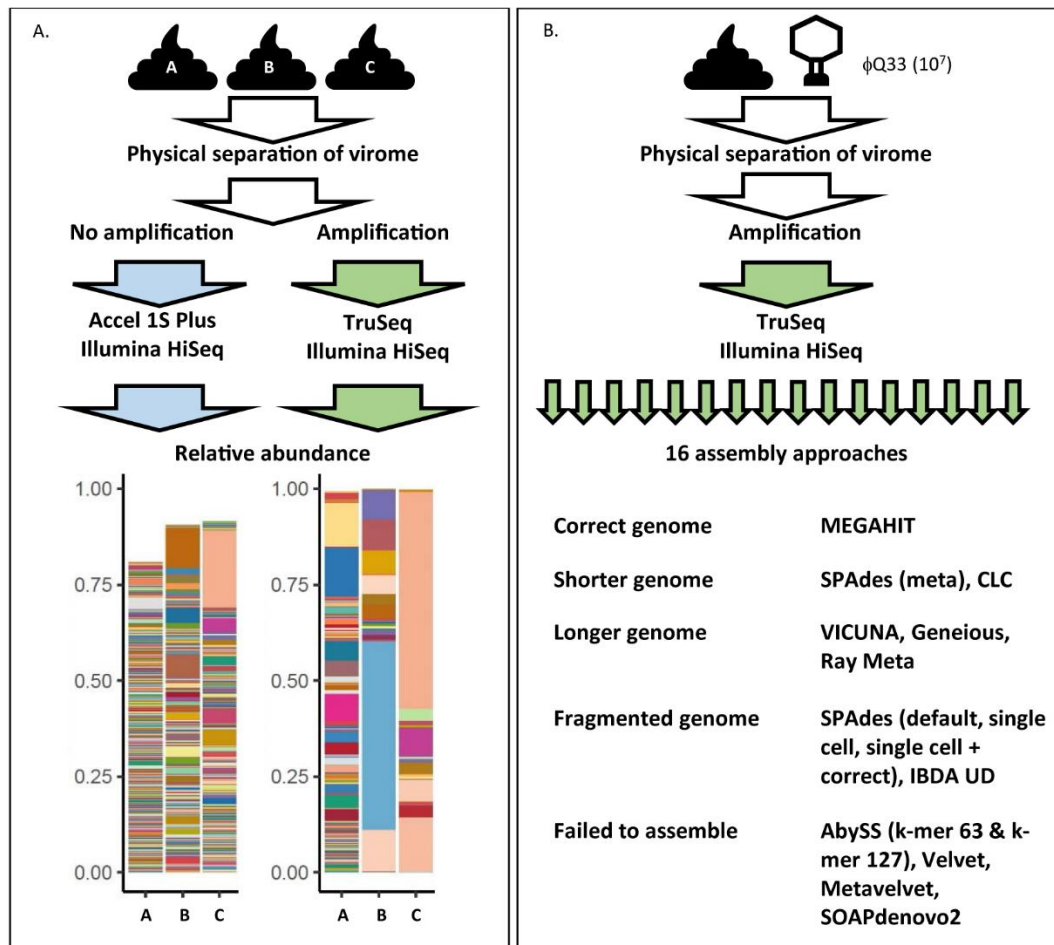 A.
A B C
Physical separation of virome
No amplification Amplification
Accel 1S Plus
Illumina HiSeq
TruSeq
Illumina HiSeq
Relative abundance
1.00
0.75
0.50
0.25
0.00
A B C
1.00
0.75
0.50
0.25
0.00
A B C
B.
ϕQ33 (10⁷)
Physical separation of virome
Amplification
TruSeq
Illumina HiSeq
16 assembly approaches
Correct genome MEGAHIT
Shorter genome SPAdes (meta), CLC
Longer genome VICUNA, Geneious,
Ray Meta
Fragmented genome SPAdes (default, single
cell, single cell +
correct), IBDA UD
Failed to assemble AbySS (k-mer 63 & k-
mer 127), Velvet,
Metavelvet,
SOAPdenovo2